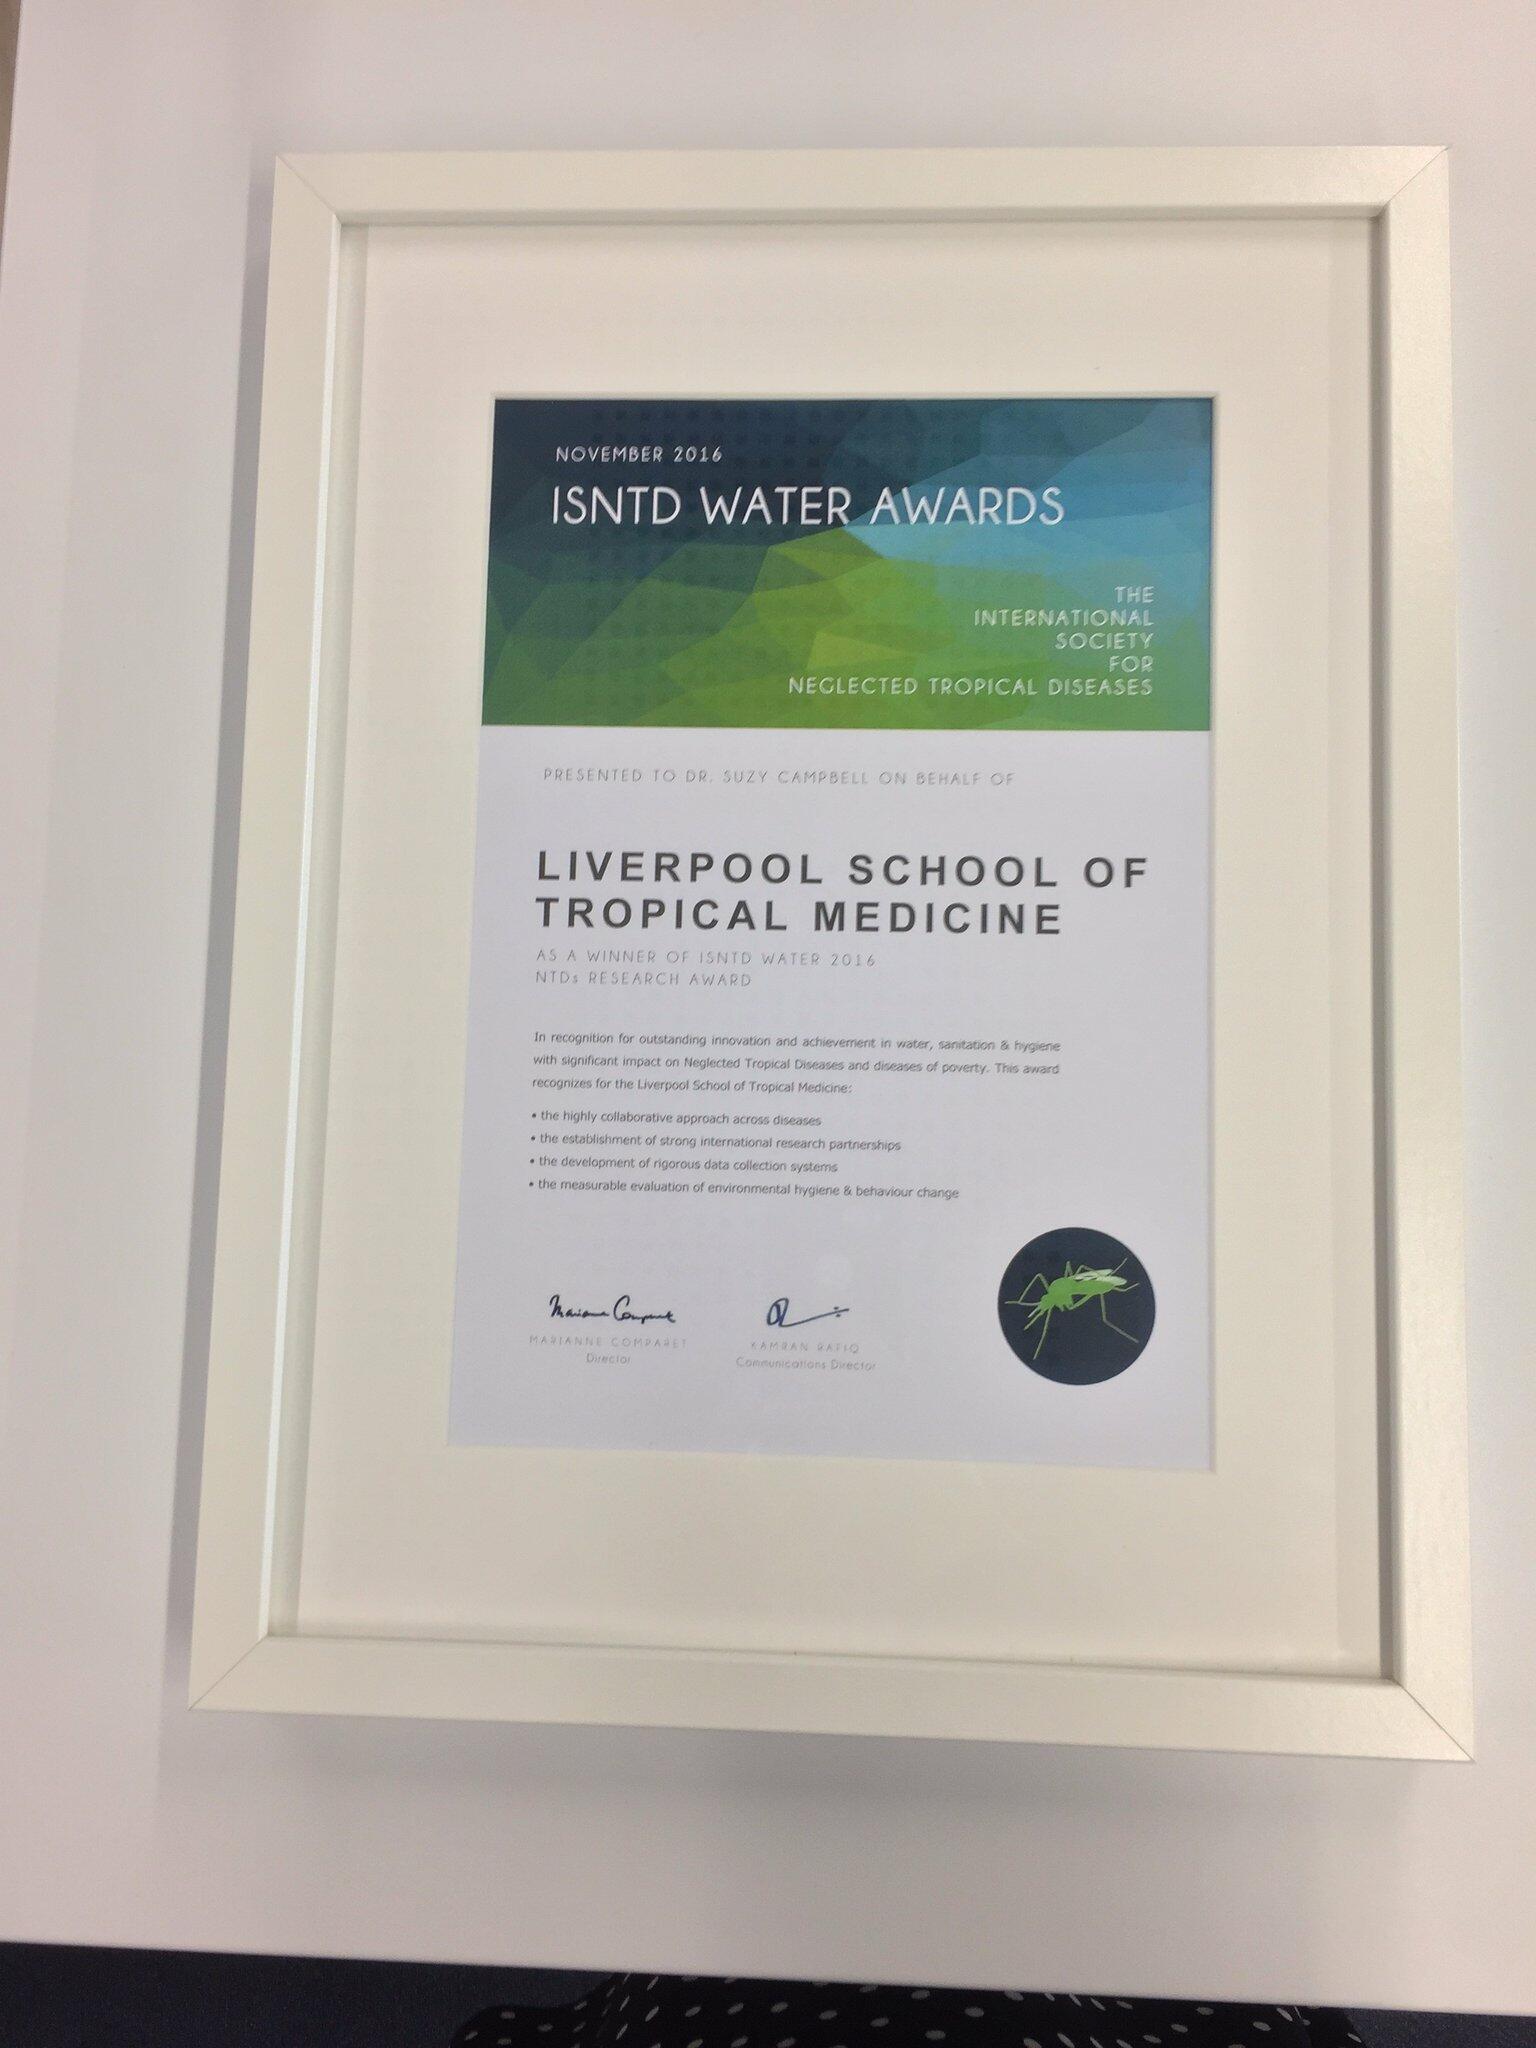 NOVEMBER 2016
ISNTD WATER AWARDS
THE
INTERNATIONAL
SOCIETY
FOR
NEGLECTED TROPICAL DISEASES
PRESENTED TO DR. SUZY CAMPBELL ON BEHALF OF
LIVERPOOL SCHOOL OF
TROPICAL MEDICINE
AS A WINNER OF ISNTD WATER 2016
NTDs RESEARCH AWARD
In recognition for outstanding innovation and achievement in water, sanitation & hygiene
with significant impact on Neglected Tropical Diseases and diseases of poverty. This award
recognizes for the Liverpool School of Tropical Medicine:
• the highly collaborative approach across diseases
• the establishment of strong international research partnerships
• the development of rigorous data collection systems
• the measurable evaluation of environmental hygiene & behaviour change
Marianne Comparet
MARIANNE COMPARET
Director
KAMRAN RAFIQ
Communications Director